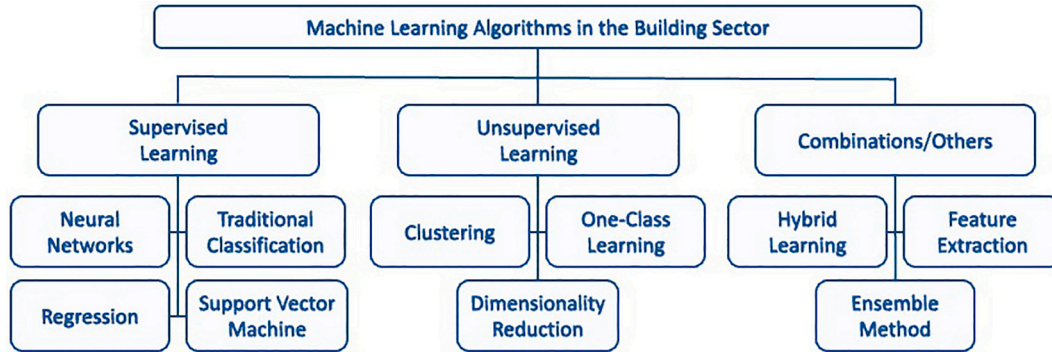 Machine Learning Algorithms in the Building Sector
Supervised
Learning
Unsupervised
Learning
Combinations/Others
Neural
Networks
Traditional
Classification
Clustering
One-Class
Learning
Hybrid
Learning
Feature
Extraction
Regression
Support Vector
Machine
Dimensionality
Reduction
Ensemble
Method